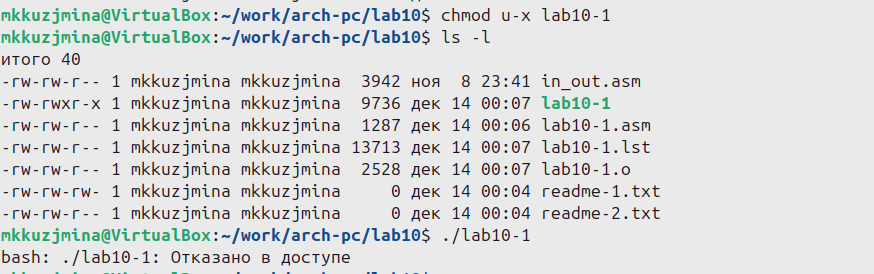 mkkuzjmina@VirtualBox:~/work/arch-pc/lab10$ chmod u-x lab10-1
mkkuzjmina@VirtualBox:~/work/arch-pc/lab10$ ls -l
итого 40
-rw-rw-r-- 1 mkkuzjmina mkkuzjmina  3942 ноя  8 23:41 in_out.asm
-rw-rwxr-x 1 mkkuzjmina mkkuzjmina  9736 дек 14 00:07 lab10-1
-rw-rw-r-- 1 mkkuzjmina mkkuzjmina  1287 дек 14 00:06 lab10-1.asm
-rw-rw-r-- 1 mkkuzjmina mkkuzjmina 13713 дек 14 00:07 lab10-1.lst
-rw-rw-r-- 1 mkkuzjmina mkkuzjmina  2528 дек 14 00:07 lab10-1.o
-rw-rw-rw- 1 mkkuzjmina mkkuzjmina     0 дек 14 00:04 readme-1.txt
-rw-rw-r-- 1 mkkuzjmina mkkuzjmina     0 дек 14 00:04 readme-2.txt
mkkuzjmina@VirtualBox:~/work/arch-pc/lab10$ ./lab10-1
bash: ./lab10-1: Отказано в доступе